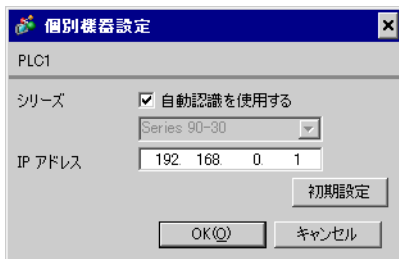 個別機器設定
PLC1
シリーズ
自動認識を使用する
Series 90-30
IP アドレス
192. 168. 0. 1
初期設定
OK(O)
キャンセル